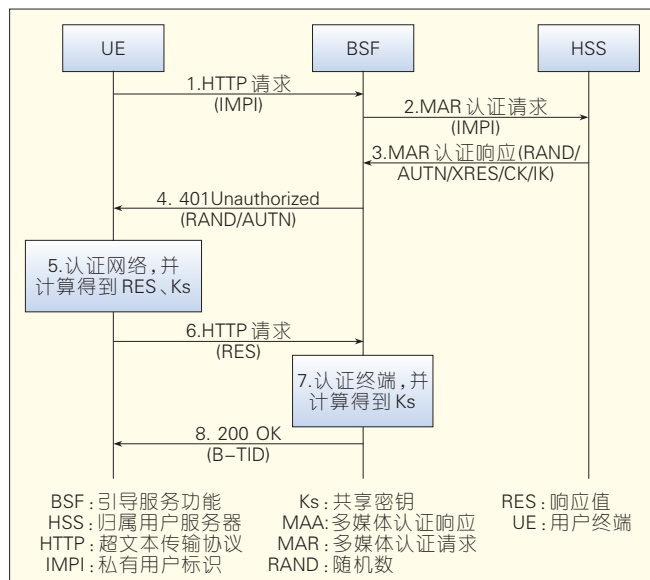 UE BSF HSS
1.HTTP 请求
(IMPI)
2.MAR 认证请求
(IMPI)
3.MAR 认证响应(RAND/
AUTN/XRES/CK/IK)
4. 401Unauthorized
(RAND/AUTN)
5.认证网络,并
计算得到 RES、Ks
6.HTTP 请求
(RES)
7.认证终端,并
计算得到 Ks
8. 200 OK
(B-TID)
BSF:引导服务功能 Ks:共享密钥 RES:响应值
HSS:归属用户服务器 MAA:多媒体认证响应 UE:用户终端
HTTP:超文本传输协议 MAR:多媒体认证请求
IMPI:私有用户标识 RAND:随机数